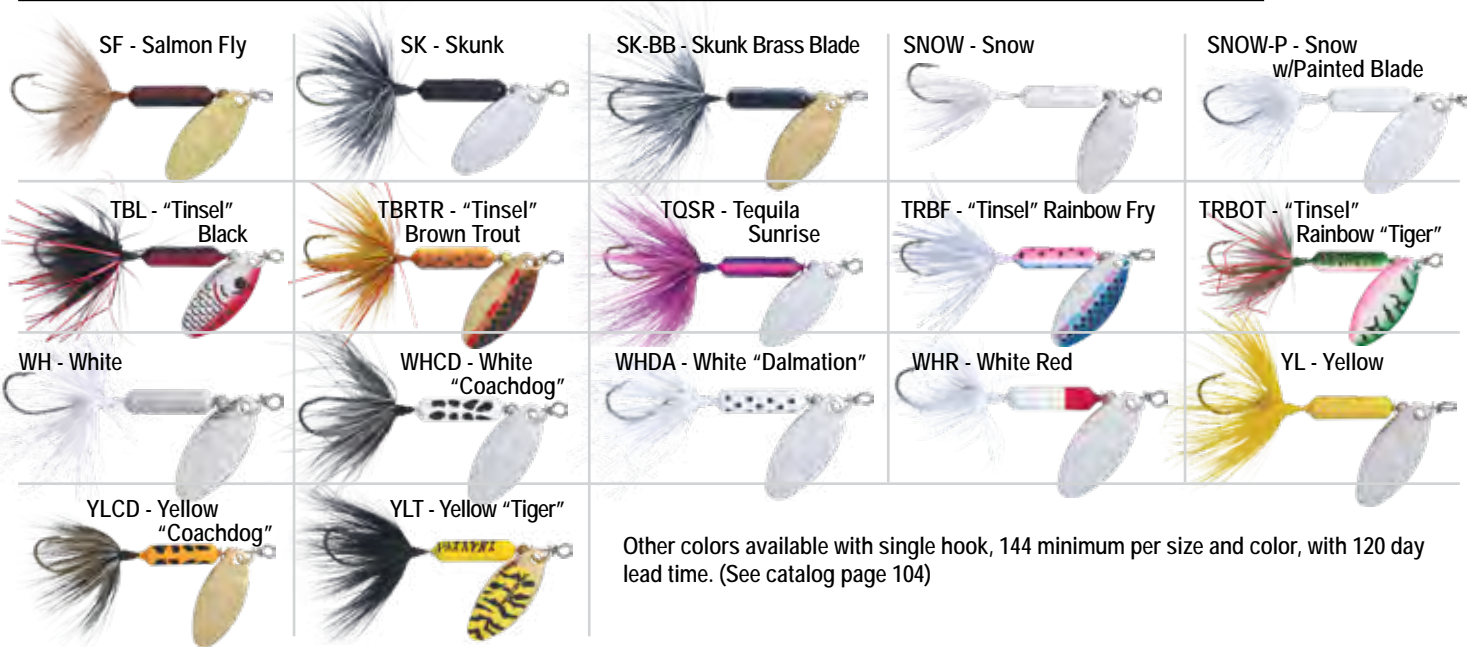 SF - Salmon Fly
SK - Skunk
SK-BB - Skunk Brass Blade
SNOW - Snow
SNOW-P - Snow
w/Painted Blade
TBL - “Tinsel”
Black
TBRTR - “Tinsel”
Brown Trout
TQSR - Tequila
Sunrise
TRBF - “Tinsel” Rainbow Fry
TRBOT - “Tinsel”
Rainbow “Tiger”
WH - White
WHCD - White
“Coachdog”
WHDA - White “Dalmation”
WHR - White Red
YL - Yellow
YLCD - Yellow
“Coachdog”
YLT - Yellow “Tiger”
Other colors available with single hook, 144 minimum per size and color, with 120 day
lead time. (See catalog page 104)